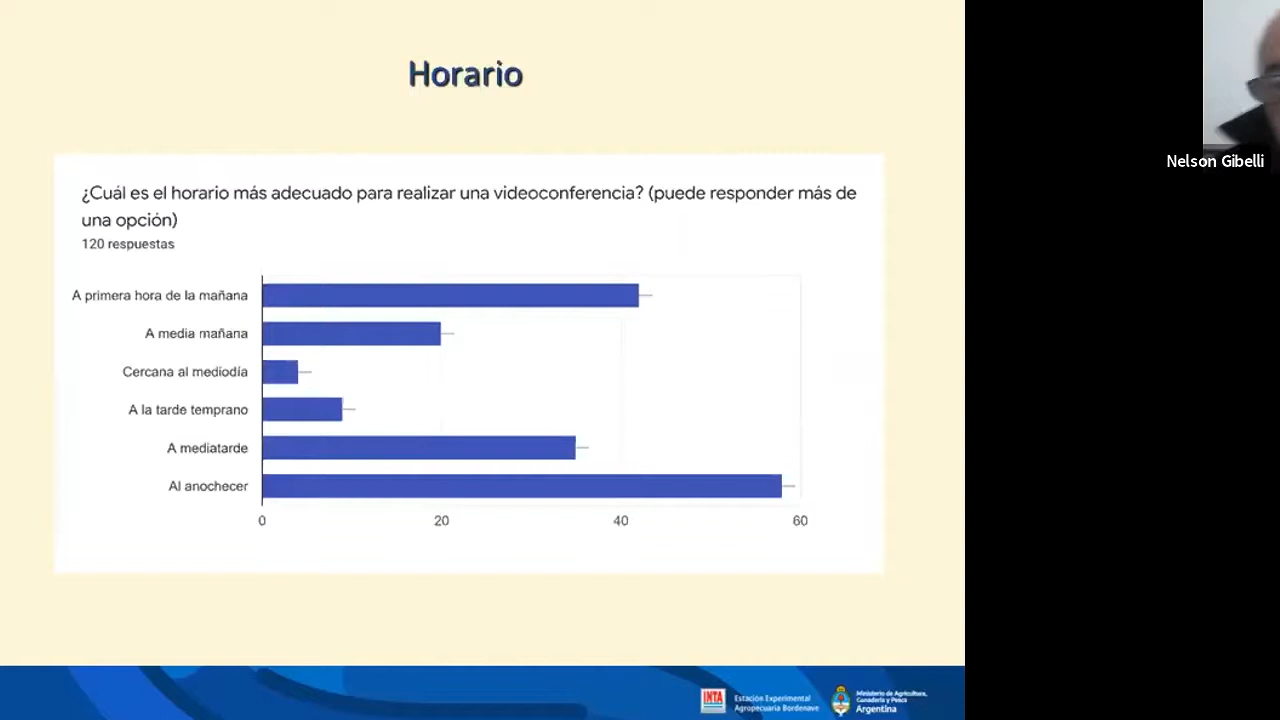 Horario
¿Cuál es el horario más adecuado para realizar una videoconferencia? (puede responder más de
una opción)
120 respuestas
A primera hora de la mañana
A media mañana
Cercana al mediodía
A la tarde temprano
A mediatarde
Al anochecer
0 20 40 60
Nelson Gibelli
INTA
Estación Experimental
Agropecuaria Bordenave
Ministerio de Agricultura,
Ganadería y Pesca
Argentina